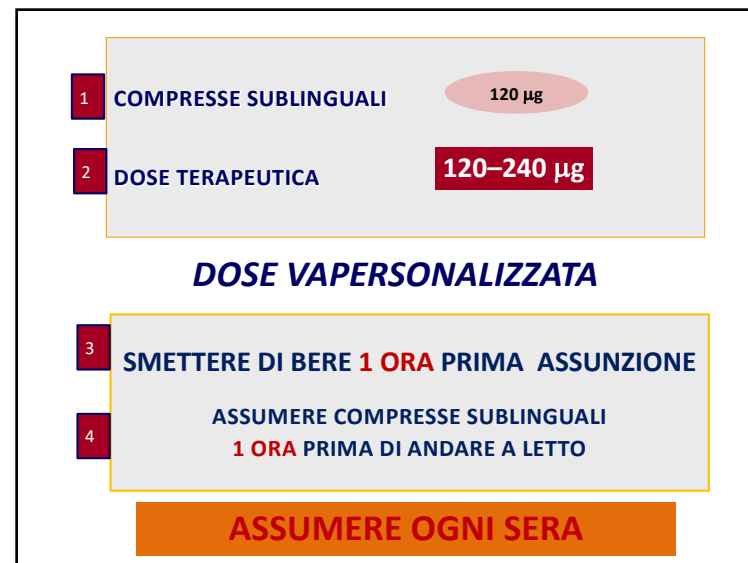 1 COMPRESSE SUBLINGUALI 120 µg
2 DOSE TERAPEUTICA 120–240 µg
DOSE VAPERSONALIZZATA
3 SMETTERE DI BERE 1 ORA PRIMA ASSUNZIONE
4 ASSUMERE COMPRESSE SUBLINGUALI
1 ORA PRIMA DI ANDARE A LETTO
ASSUMERE OGNI SERA